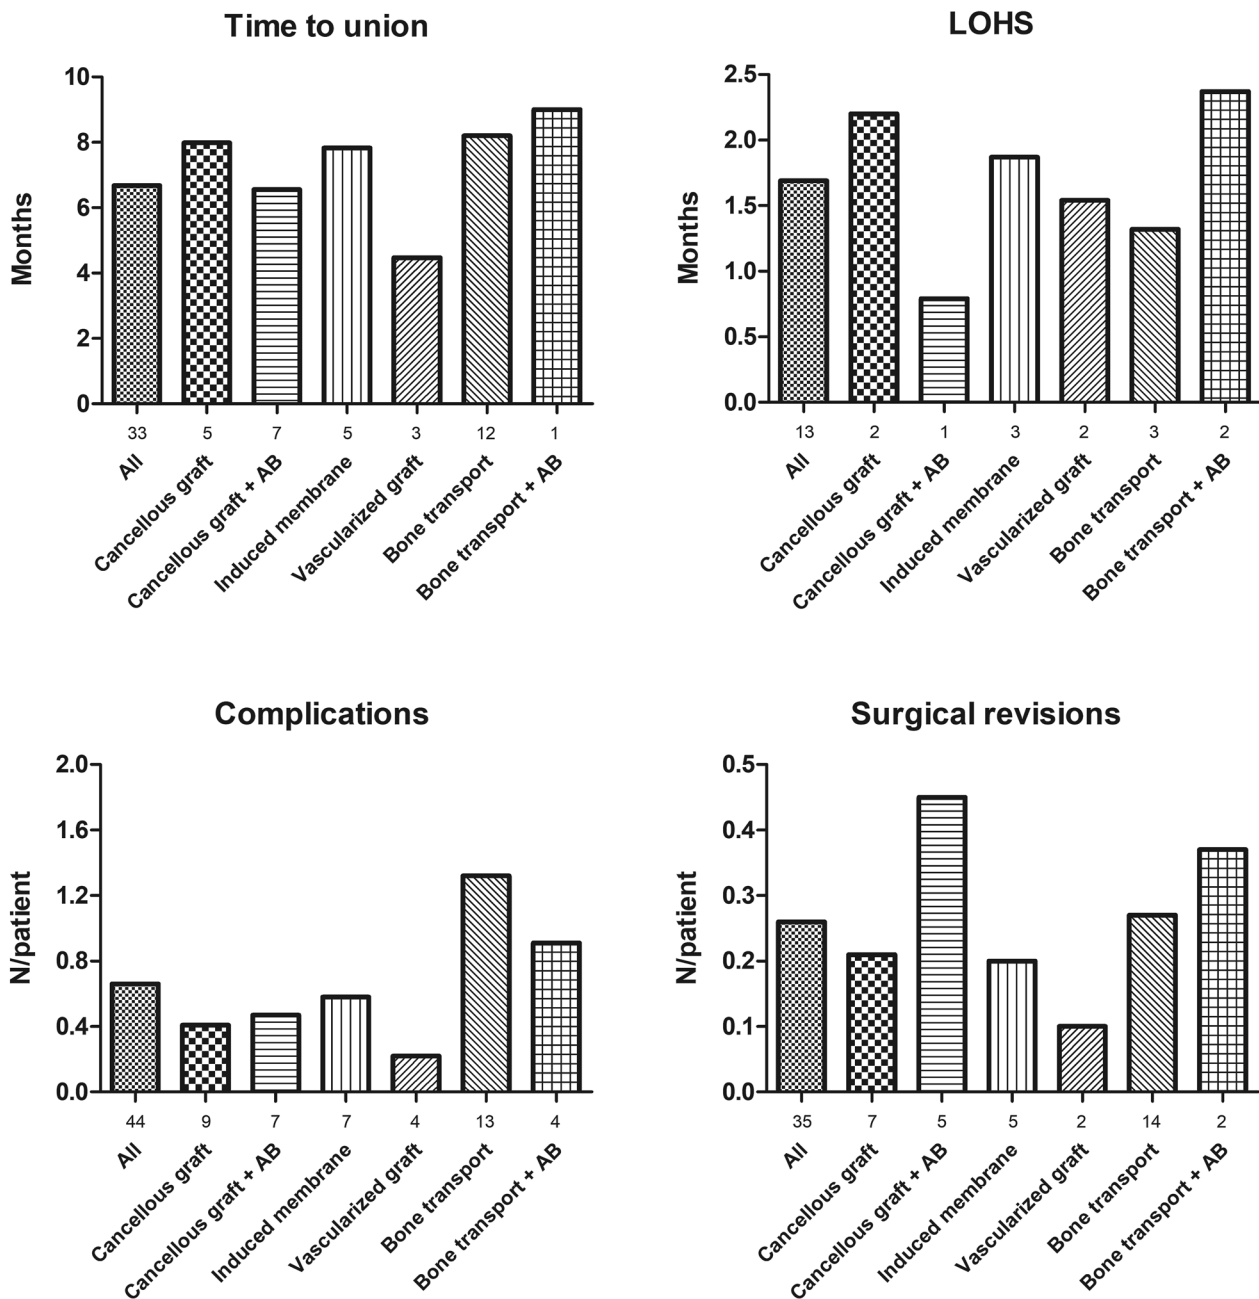 Time to union
Months
10
8
6
4
2
0
33 5 7 5 3 12 1
All
Cancellous graft
Cancellous graft + AB
Induced membrane
Vascularized graft
Bone transport
Bone transport + AB
LOHS
Months
2.5
2.0
1.5
1.0
0.5
0.0
13 2 1 3 2 3 2
All
Cancellous graft
Cancellous graft + AB
Induced membrane
Vascularized graft
Bone transport
Bone transport + AB
Complications
N/patient
2.0
1.6
1.2
0.8
0.4
0.0
44 9 7 7 4 13 4
All
Cancellous graft
Cancellous graft + AB
Induced membrane
Vascularized graft
Bone transport
Bone transport + AB
Surgical revisions
N/patient
0.5
0.4
0.3
0.2
0.1
0.0
35 7 5 5 2 14 2
All
Cancellous graft
Cancellous graft + AB
Induced membrane
Vascularized graft
Bone transport
Bone transport + AB